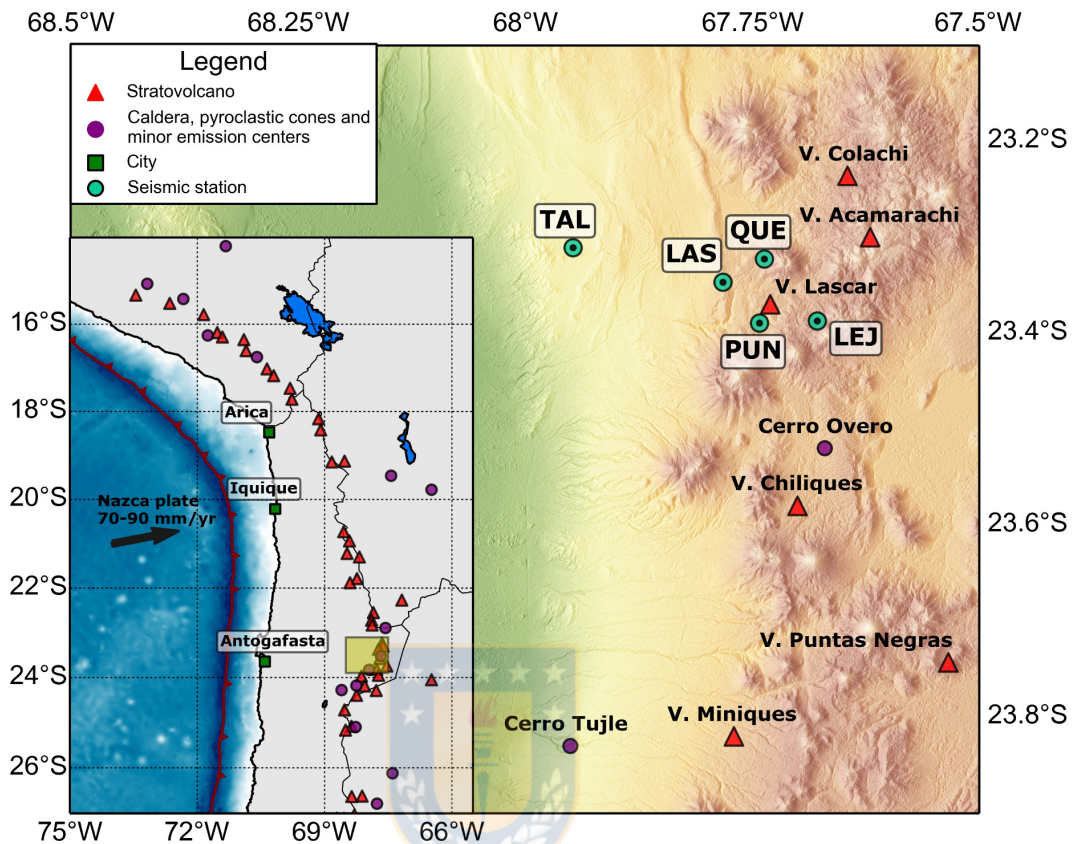 68.5°W 68.25°W 68°W 67.75°W 67.5°W
Legend
Stratovolcano
Caldera, pyroclastic cones and
minor emission centers
City
Seismic station
23.2°S
23.4°S
23.6°S
23.8°S
V. Colachi
V. Acamarachi
TAL
QUE
LAS
V. Lascar
PUN
LEJ
Cerro Overo
V. Chiliques
V. Puntas Negras
V. Miniques
Cerro Tujle
16°S
18°S
20°S
22°S
24°S
26°S
Arica
Iquique
Nazca plate
70-90 mm/yr
Antogafasta
75°W 72°W 69°W 66°W